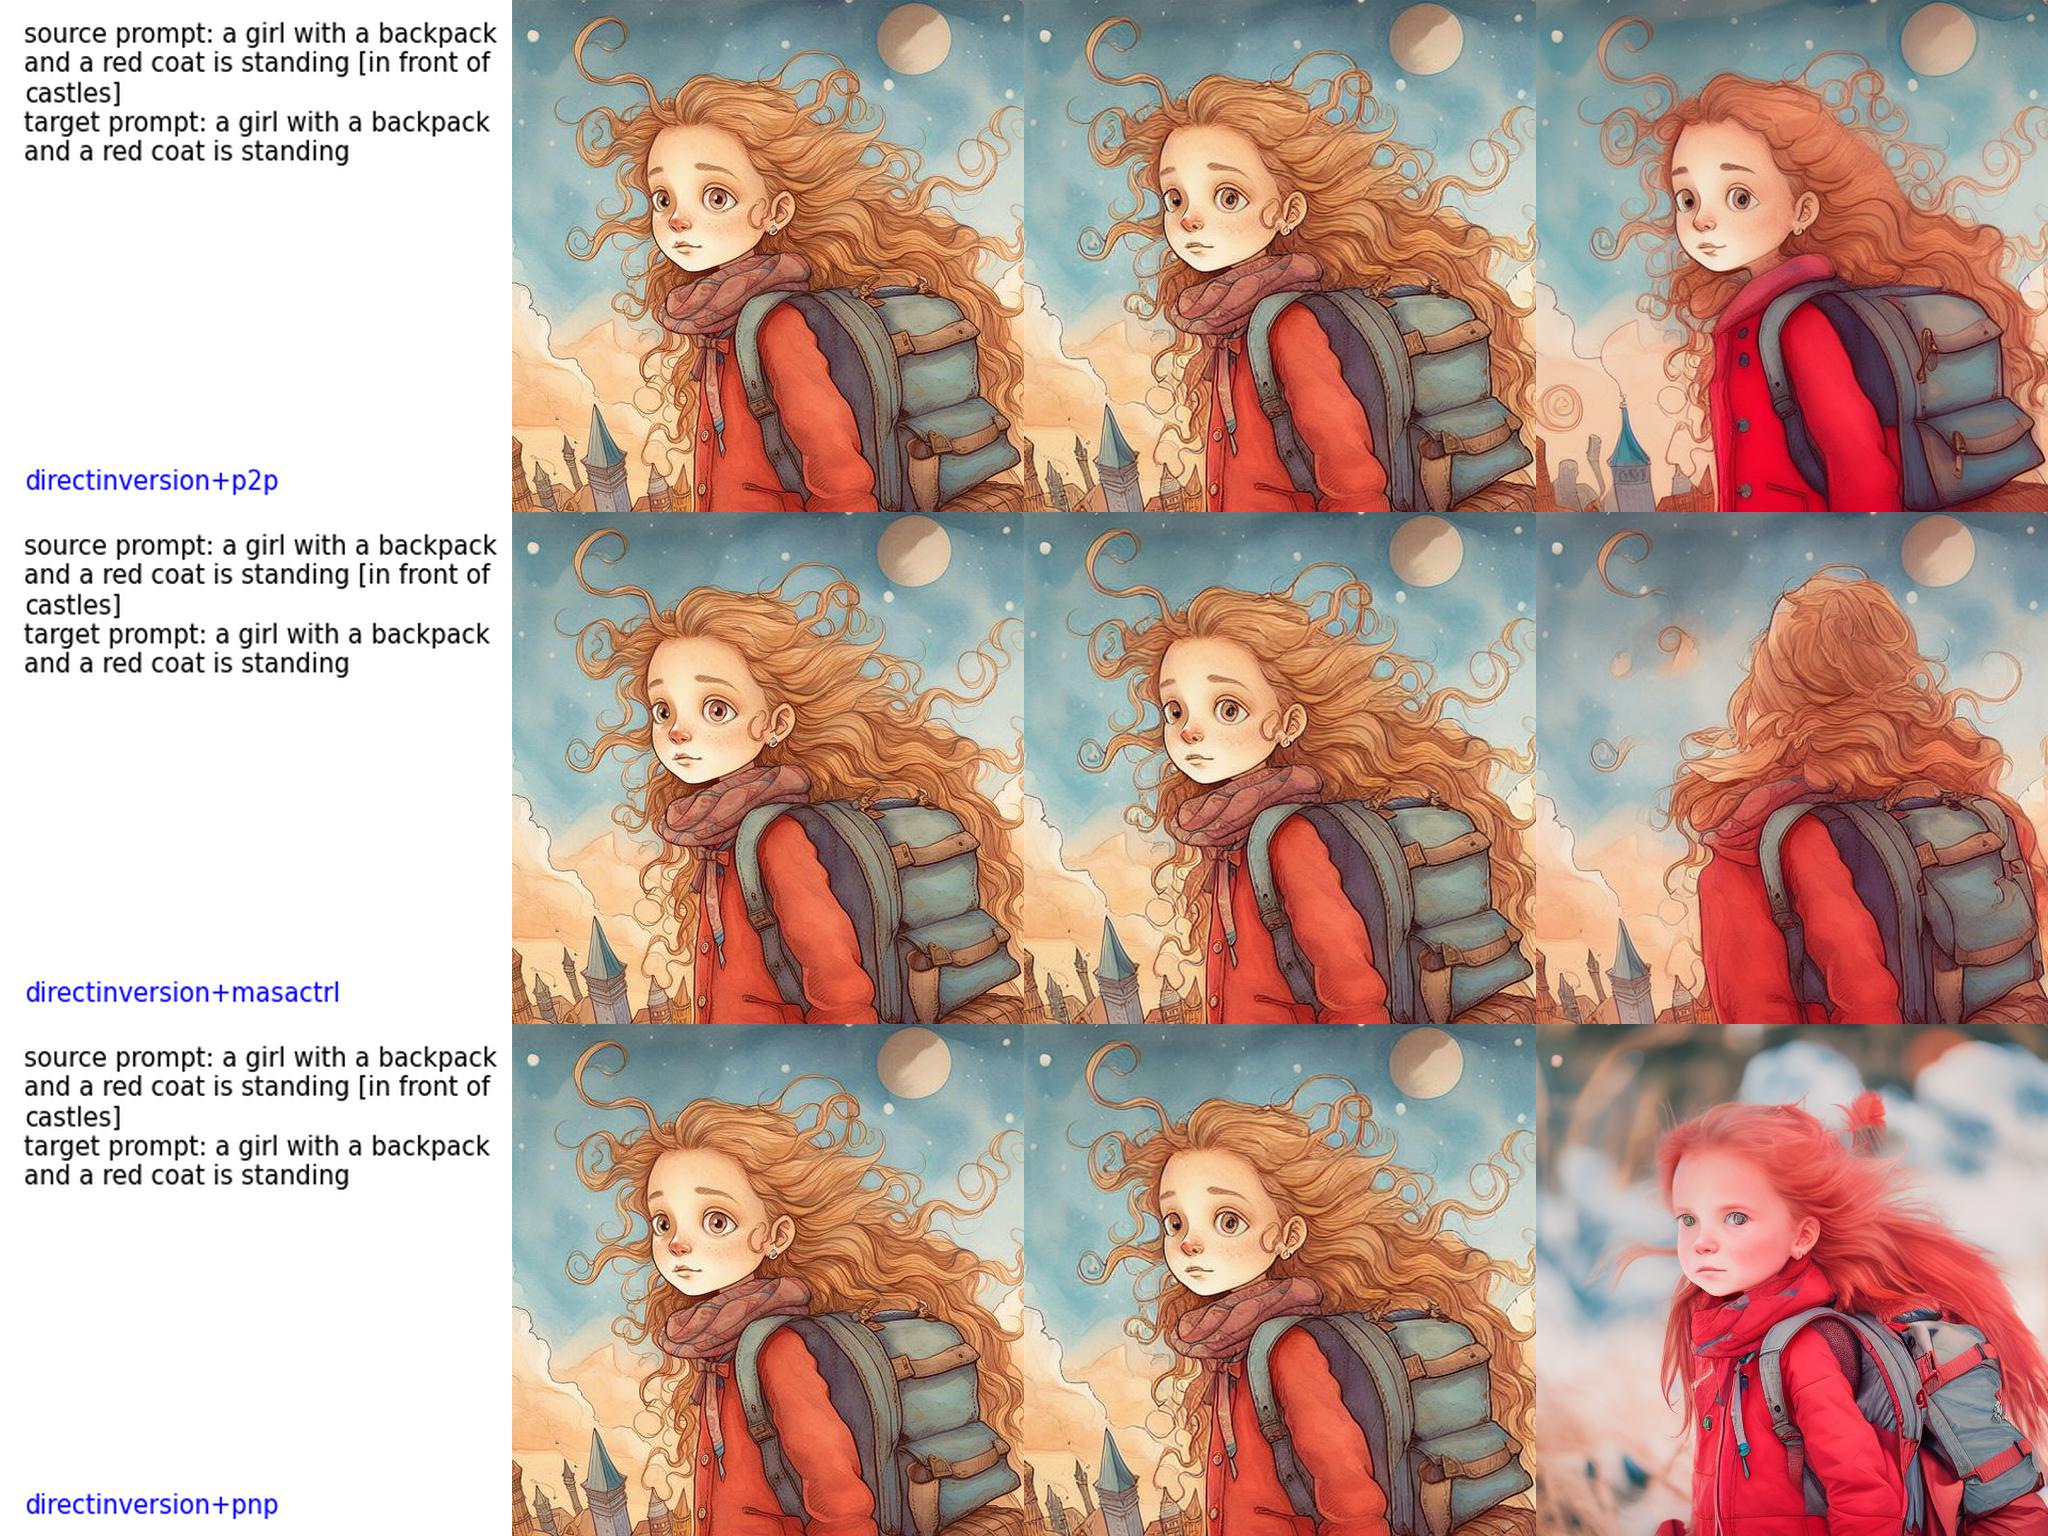 source prompt: a girl with a backpack
and a red coat is standing [in front of
castles]
target prompt: a girl with a backpack
and a red coat is standing
directinversion+p2p
source prompt: a girl with a backpack
and a red coat is standing [in front of
castles]
target prompt: a girl with a backpack
and a red coat is standing
directinversion+masactrl
source prompt: a girl with a backpack
and a red coat is standing [in front of
castles]
target prompt: a girl with a backpack
and a red coat is standing
directinversion+pnp